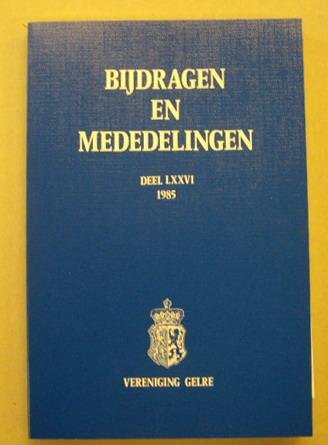 BIJDRAGEN
EN
MEDEDELINGEN
DEEL LXXVI
1985
VERENIGING GELRE